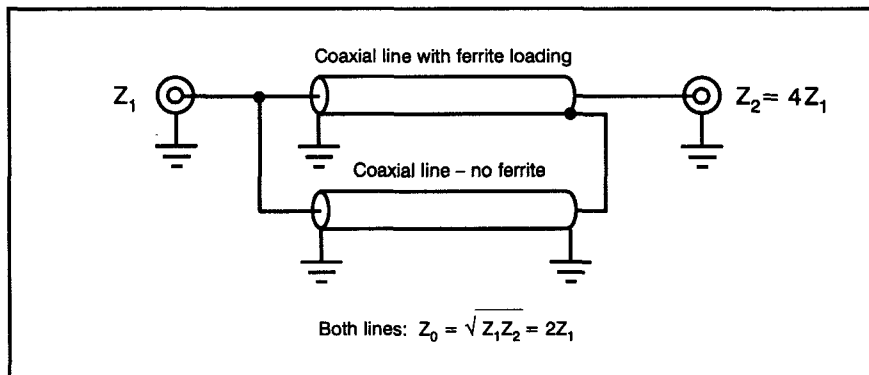 Coaxial line with ferrite loading
Z₁
Z₂ = 4Z₁
Coaxial line – no ferrite
Both lines: Z₀ = √Z₁Z₂ = 2Z₁